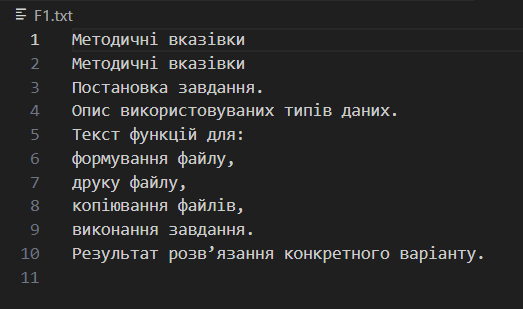 F1.txt
1 Методичні вказівки
2 Методичні вказівки
3 Постановка завдання.
4 Опис використовуваних типів даних.
5 Текст функцій для:
6 формування файлу,
7 друку файлу,
8 копіювання файлів,
9 виконання завдання.
10 Результат розв’язання конкретного варіанту.
11